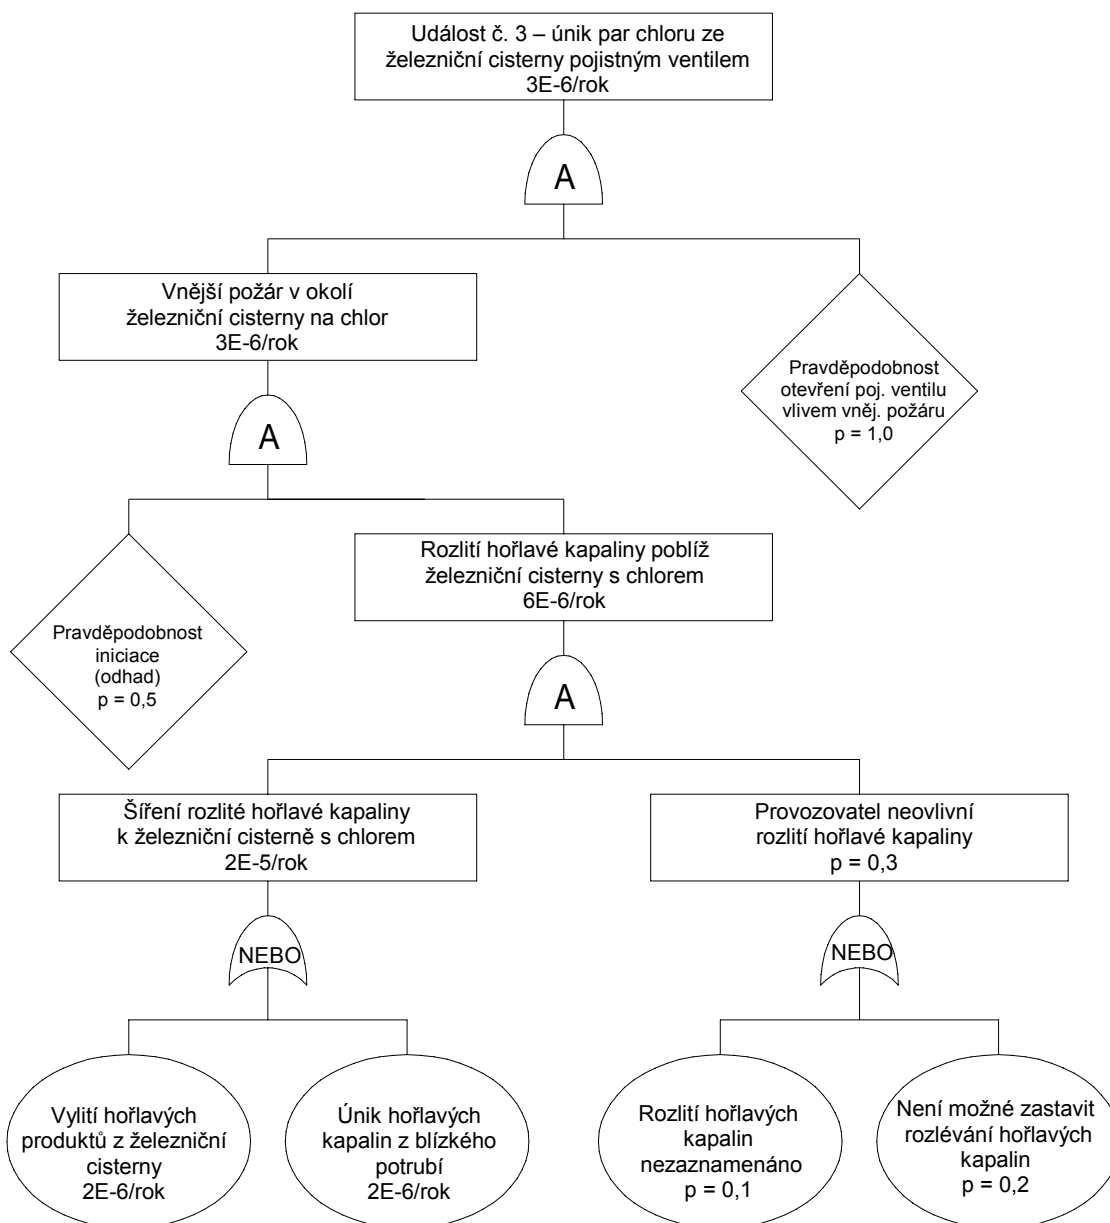 Událost č. 3 – únik par chloru ze
železniční cisterny pojistným ventilem
3E-6/rok
A
Vnější požár v okolí
železniční cisterny na chlor
3E-6/rok
Pravděpodobnost
otevření poj. ventilu
vlivem vněj. požáru
p = 1,0
A
Rozlití hořlavé kapaliny poblíž
železniční cisterny s chlorem
6E-6/rok
Pravděpodobnost
iniciace
(odhad)
p = 0,5
A
Šíření rozlité hořlavé kapaliny
k železniční cisterně s chlorem
2E-5/rok
Provozovatel neovlivní
rozlití hořlavé kapaliny
p = 0,3
NEBO
NEBO
Vylití hořlavých
produktů z železniční
cisterny
2E-6/rok
Únik hořlavých
kapalin z blízkého
potrubí
2E-6/rok
Rozlití hořlavých
kapalin
nezaznamenáno
p = 0,1
Není možné zastavit
rozlévání hořlavých
kapalin
p = 0,2